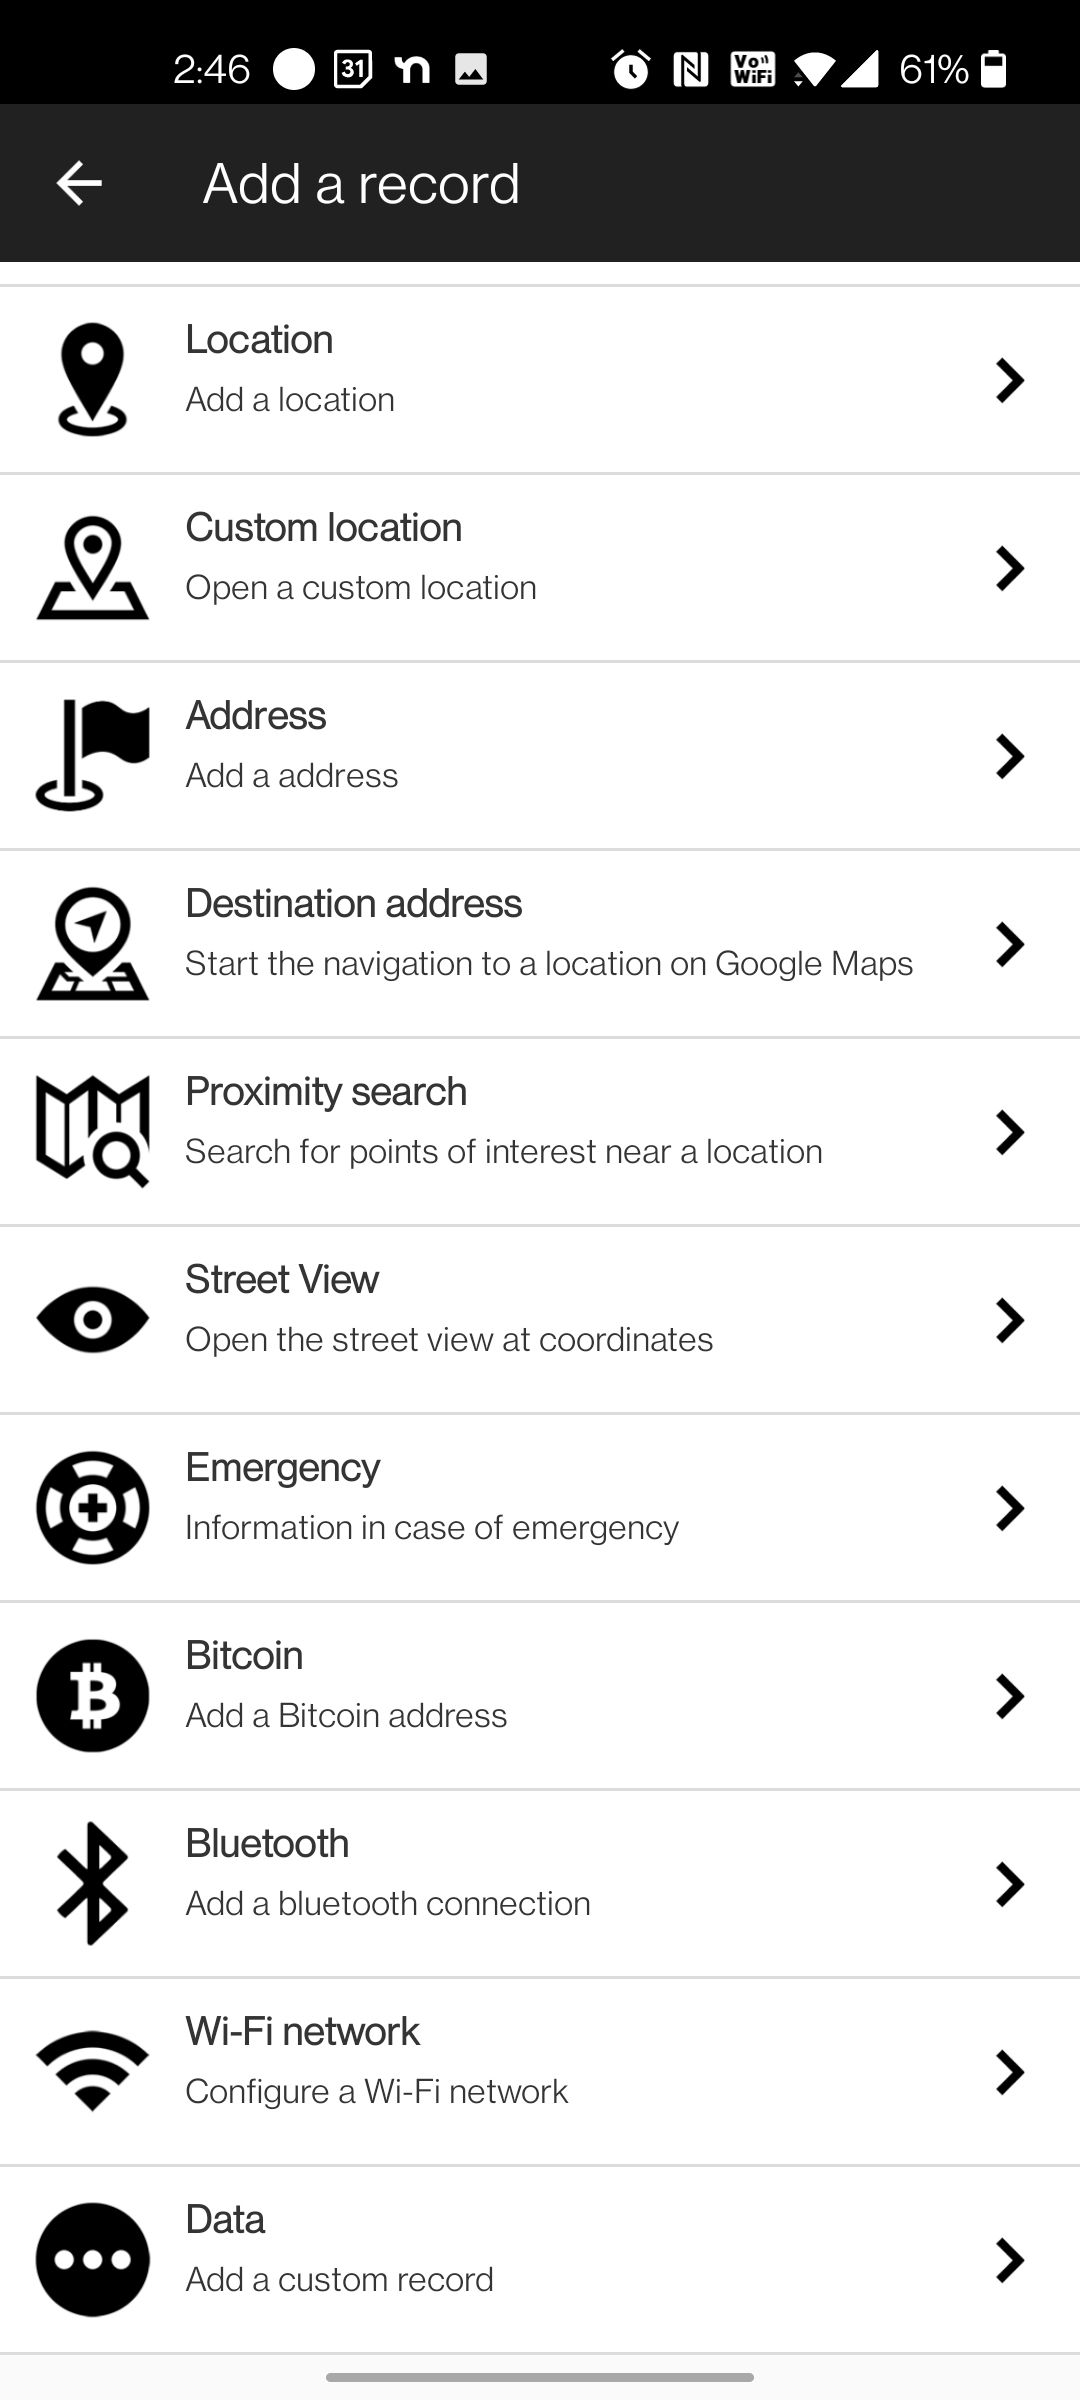 2:46 31 Vo WiFi 61%
Add a record
Location
Add a location
Custom location
Open a custom location
Address
Add a address
Destination address
Start the navigation to a location on Google Maps
Proximity search
Search for points of interest near a location
Street View
Open the street view at coordinates
Emergency
Information in case of emergency
Bitcoin
Add a Bitcoin address
Bluetooth
Add a bluetooth connection
Wi-Fi network
Configure a Wi-Fi network
Data
Add a custom record